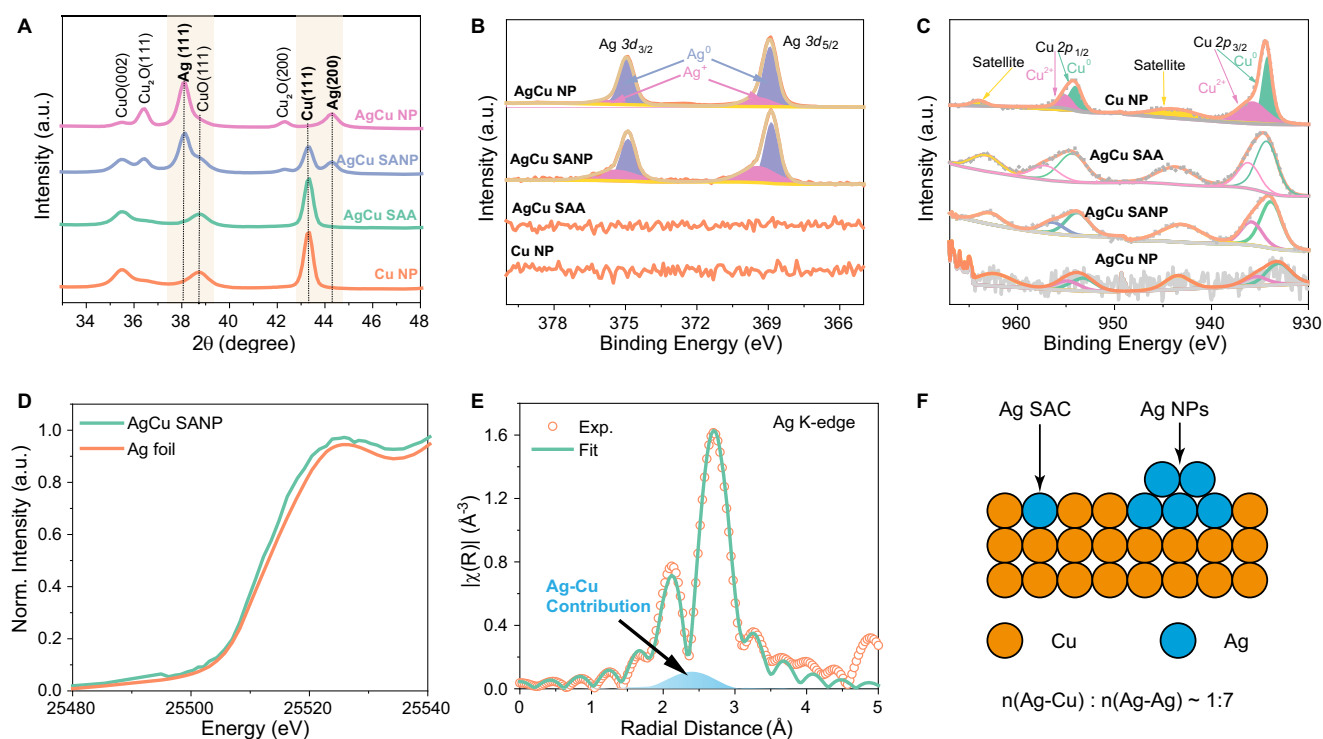 A
CuO(002)
Cu₂O(111)
Ag (111)
CuO(111)
Cu₂O(200)
Cu(111)
Ag(200)
AgCu NP
AgCu SANP
AgCu SAA
Cu NP
Intensity (a.u.)
34 36 38 40 42 44 46 48
2θ (degree)
B
Ag 3d₃/₂
Ag⁰
Ag⁺
Ag 3d₅/₂
AgCu NP
AgCu SANP
AgCu SAA
Cu NP
Intensity (a.u.)
378 375 372 369 366
Binding Energy (eV)
C
Satellite
Cu 2p₁/₂
Cu²⁺
Cu⁰
Cu 2p₃/₂
Cu⁰
Cu²⁺
Satellite
Cu NP
AgCu SAA
AgCu SANP
AgCu NP
Intensity (a.u.)
960 950 940 930
Binding Energy (eV)
D
AgCu SANP
Ag foil
1.0
0.8
0.6
0.4
0.2
0.0
Norm. Intensity (a.u.)
25480 25500 25520 25540
Energy (eV)
E
Exp.
Fit
Ag K-edge
1.6
1.2
0.8
0.4
0.0
|χ(R)| (Å⁻³)
Ag-Cu
Contribution
0 1 2 3 4 5
Radial Distance (Å)
F
Ag SAC
Ag NPs
Cu
Ag
n(Ag-Cu) : n(Ag-Ag) ~ 1:7